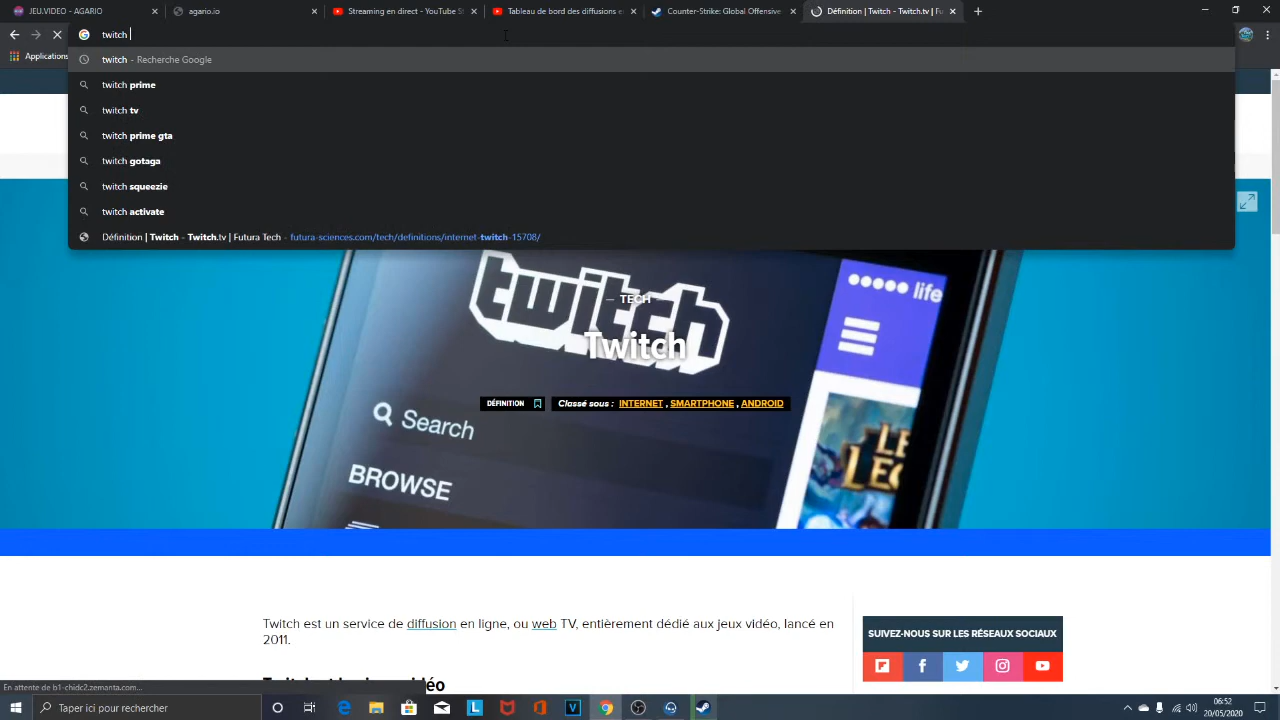 JEU.VIDEO - AGARIO
agario.io
Streaming en direct - YouTube St
Tableau de bord des diffusions e
Counter-Strike: Global Offensive
Définition | Twitch - Twitch.tv | Fu
twitch
Applications
twitch - Recherche Google
twitch prime
twitch tv
twitch prime gta
twitch gotaga
twitch squeezie
twitch activate
Définition | Twitch - Twitch.tv | Futura Tech - futura-sciences.com/tech/definitions/internet-twitch-15708/
twitch
life
TECH
Twitch
DÉFINITION
Classé sous : INTERNET , SMARTPHONE , ANDROID
Search
BROWSE
Twitch est un service de diffusion en ligne, ou web TV, entièrement dédié aux jeux vidéo, lancé en
2011.
SUIVEZ-NOUS SUR LES RÉSEAUX SOCIAUX
En attente de b1-chidc2.zemanta.com...
Taper ici pour rechercher
06:52
20/05/2020